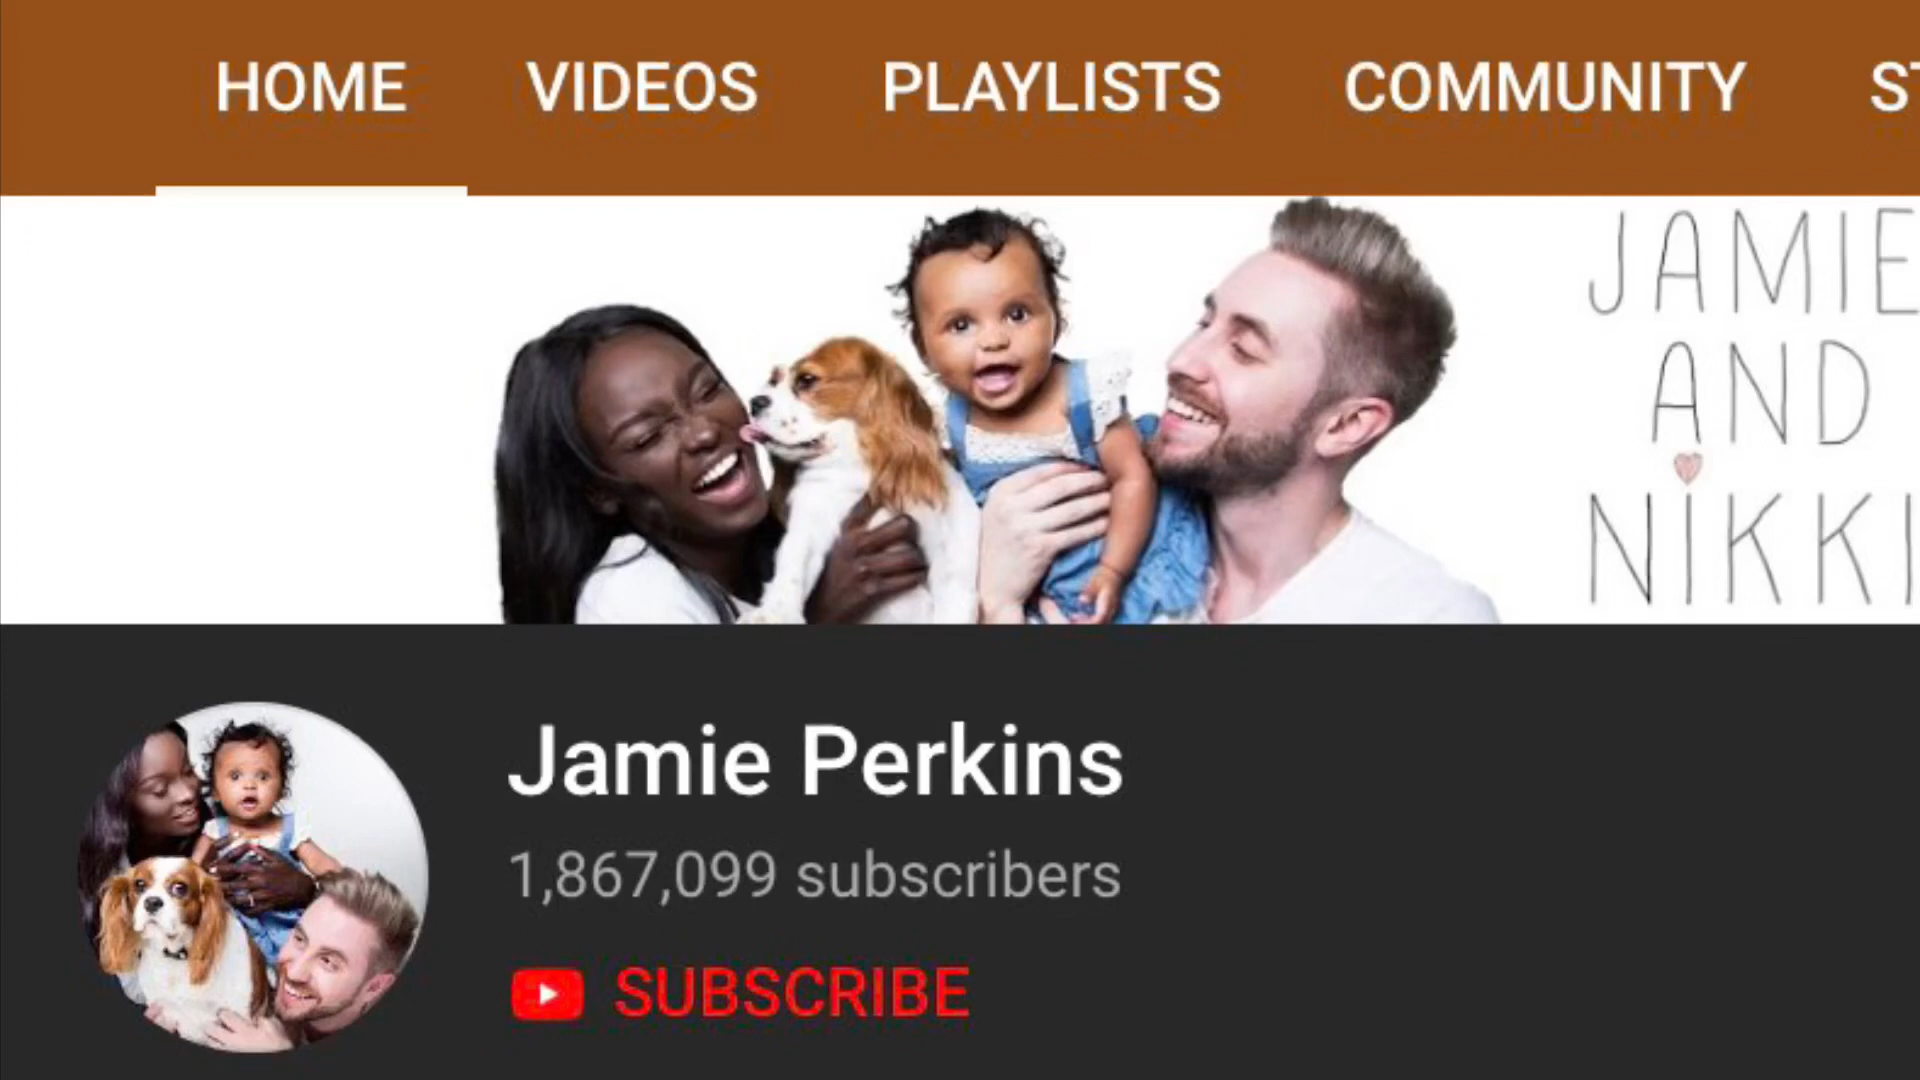 HOME VIDEOS PLAYLISTS COMMUNITY
JAMIE
AND
NIKKI
Jamie Perkins
1,867,099 subscribers
SUBSCRIBE